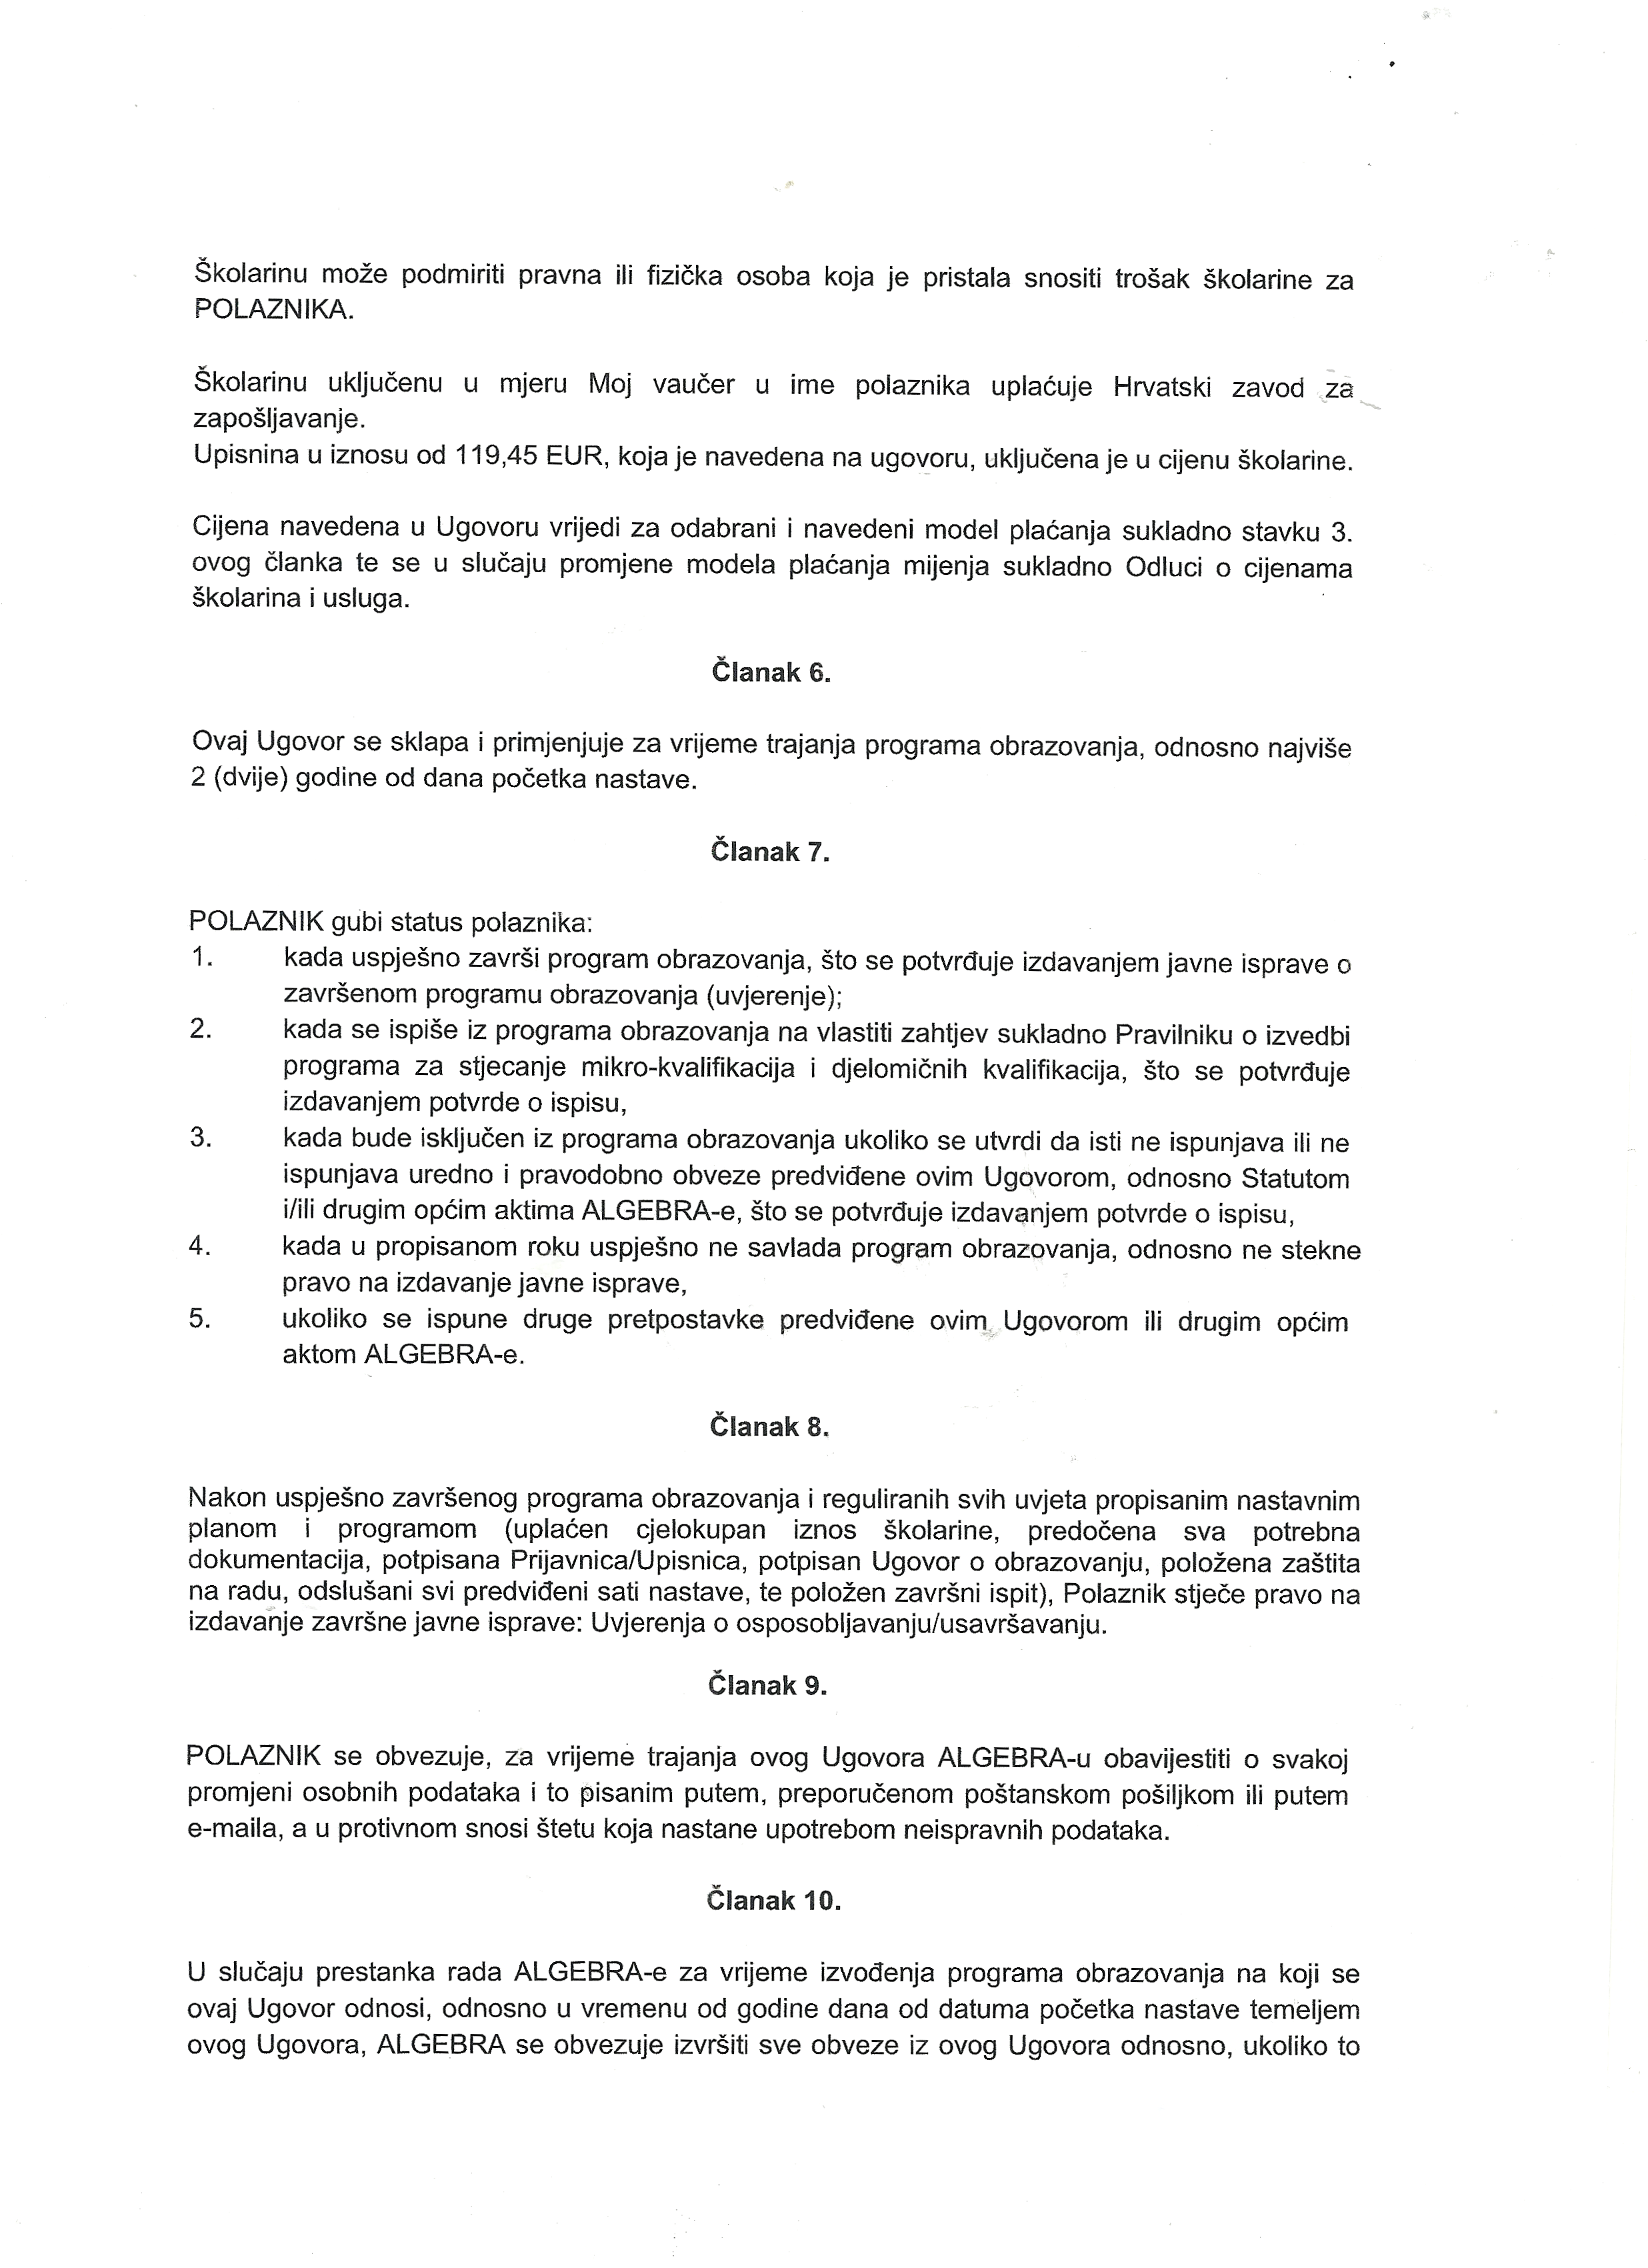 Školarinu može podmiriti pravna ili fizička osoba koja je pristala snositi trošak školarine za
POLAZNIKA.
Školarinu uključenu u mjeru Moj vaučer u ime polaznika uplaćuje Hrvatski zavod za
zapošljavanje.
Upisnina u iznosu od 119,45 EUR, koja je navedena na ugovoru, uključena je u cijenu školarine.
Cijena navedena u Ugovoru vrijedi za odabrani i navedeni model plaćanja sukladno stavku 3.
ovog članka te se u slučaju promjene modela plaćanja mijenja sukladno Odluci o cijenama
školarina i usluga.
Članak 6.
Ovaj Ugovor se sklapa i primjenjuje za vrijeme trajanja programa obrazovanja, odnosno najviše
2 (dvije) godine od dana početka nastave.
Članak 7.
POLAZNIK gubi status polaznika:
1. kada uspješno završi program obrazovanja, što se potvrđuje izdavanjem javne isprave o
završenom programu obrazovanja (uvjerenje);
2. kada se ispiše iz programa obrazovanja na vlastiti zahtjev sukladno Pravilniku o izvedbi
programa za stjecanje mikro-kvalifikacija i djelomičnih kvalifikacija, što se potvrđuje
izdavanjem potvrde o ispisu,
3. kada bude isključen iz programa obrazovanja ukoliko se utvrdi da isti ne ispunjava ili ne
ispunjava uredno i pravodobno obveze predviđene ovim Ugovorom, odnosno Statutom
i/ili drugim općim aktima ALGEBRA-e, što se potvrđuje izdavanjem potvrde o ispisu,
4. kada u propisanom roku uspješno ne savlada program obrazovanja, odnosno ne stekne
pravo na izdavanje javne isprave,
5. ukoliko se ispune druge pretpostavke predviđene ovim Ugovorom ili drugim općim
aktom ALGEBRA-e.
Članak 8.
Nakon uspješno završenog programa obrazovanja i reguliranih svih uvjeta propisanim nastavnim
planom i programom (uplaćen cjelokupan iznos školarine, predočena sva potrebna
dokumentacija, potpisana Prijavnica/Upisnica, potpisan Ugovor o obrazovanju, položena zaštita
na radu, odslušani svi predviđeni sati nastave, te položen završni ispit), Polaznik stječe pravo na
izdavanje završne javne isprave: Uvjerenja o osposobljavanju/usavršavanju.
Članak 9.
POLAZNIK se obvezuje, za vrijeme trajanja ovog Ugovora ALGEBRA-u obavijestiti o svakoj
promjeni osobnih podataka i to pisanim putem, preporučenom poštanskom pošiljkom ili putem
e-maila, a u protivnom snosi štetu koja nastane upotrebom neispravnih podataka.
Članak 10.
U slučaju prestanka rada ALGEBRA-e za vrijeme izvođenja programa obrazovanja na koji se
ovaj Ugovor odnosi, odnosno u vremenu od godine dana od datuma početka nastave temeljem
ovog Ugovora, ALGEBRA se obvezuje izvršiti sve obveze iz ovog Ugovora odnosno, ukoliko to